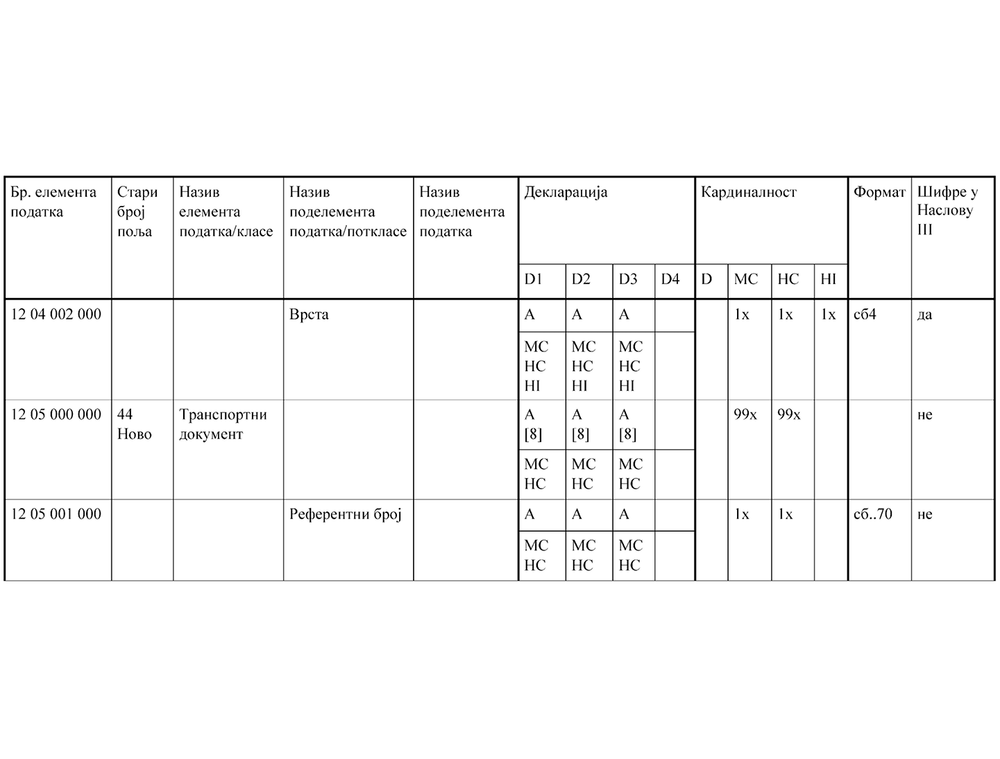 Бр. елемента податка
Стари број поља
Назив елемента податка/класе
Назив поделемента податка/поткласе
Назив поделемента податка
Декларација
Кардиналност
Формат
Шифре у Наслову III
D1 D2 D3 D4 D MC HC HI
12 04 002 000 Врста A A A 1x 1x 1x сб4 да
MC MC MC
HC HC HC
HI HI HI
12 05 000 000 44 Транспортни A A A 99x 99x не
Ново документ [8] [8] [8]
MC MC MC
HC HC HC
12 05 001 000 Референтни број A A A 1x 1x сб..70 не
MC MC MC
HC HC HC